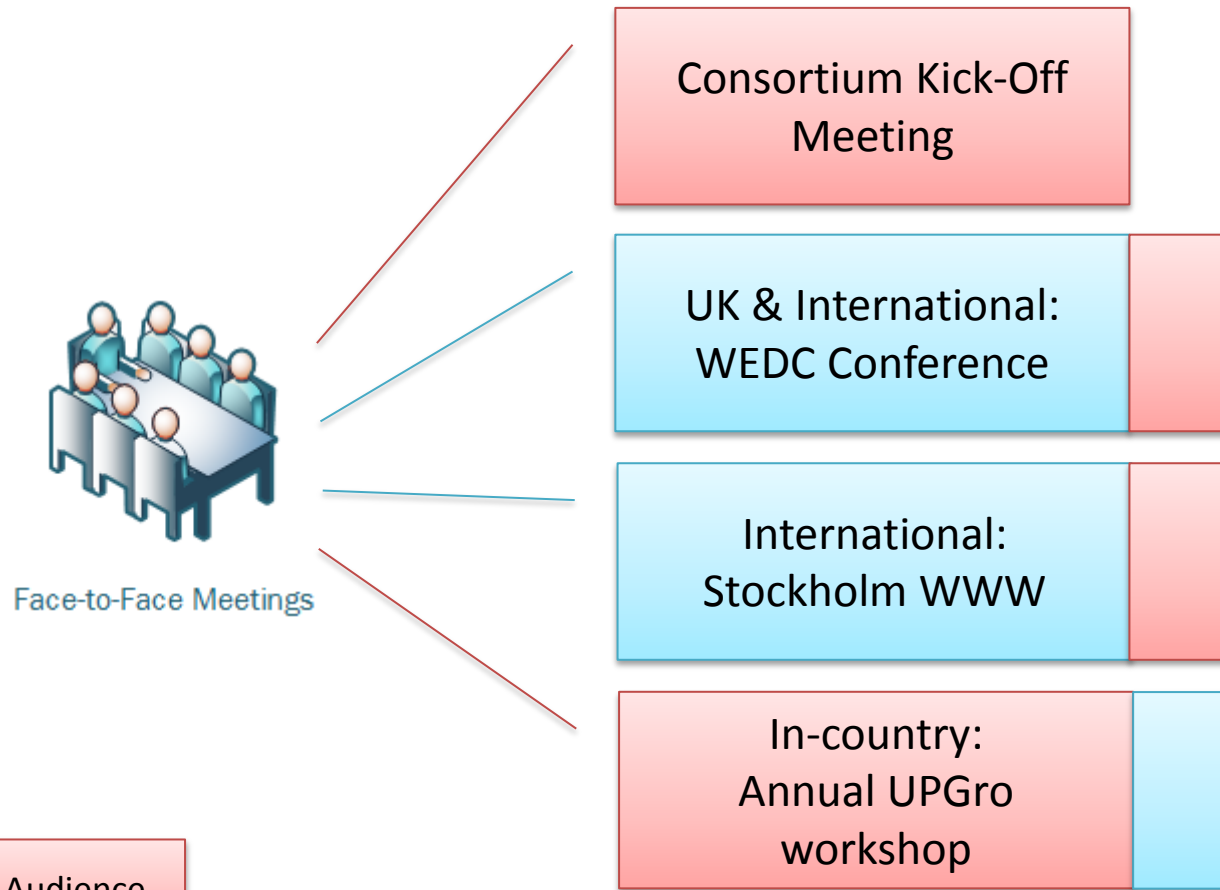 Consortium Kick-Off
Meeting
UK & International:
WEDC Conference
International:
Stockholm WWW
Face-to-Face Meetings
In-country:
Annual UPGro
workshop
Audience